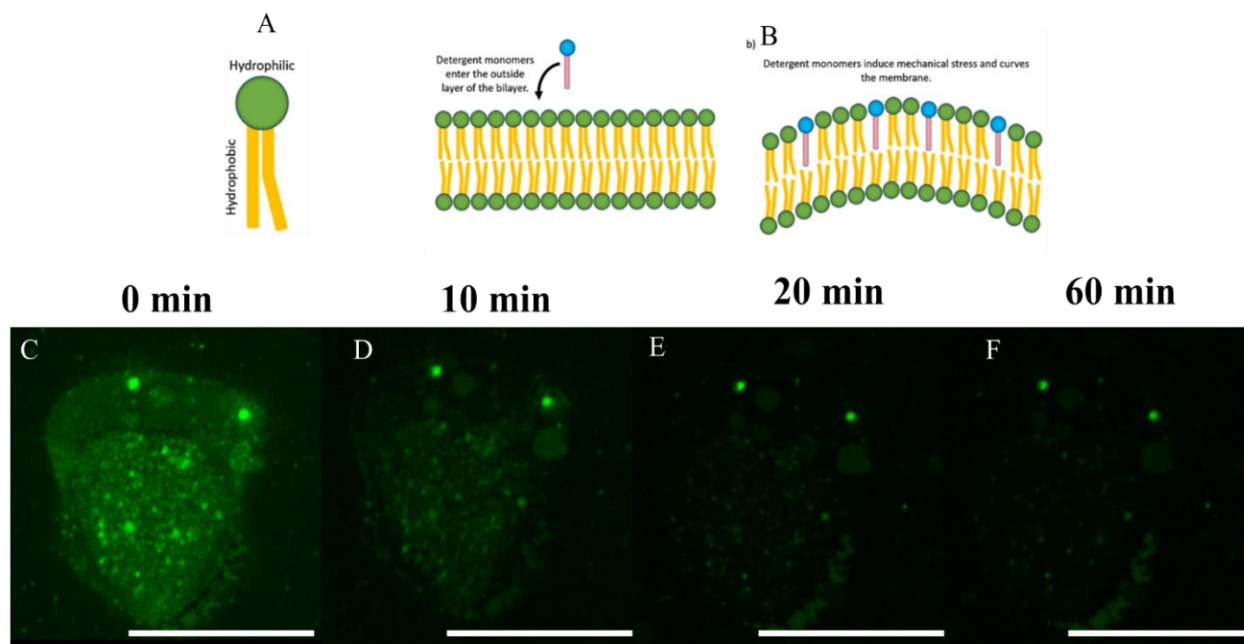 A
Hydrophilic
Hydrophobic
Detergent monomers
enter the outside
layer of the bilayer.
b) B
Detergent monomers induce mechanical stress and curves
the membrane.
0 min
10 min
20 min
60 min
C
D
E
F